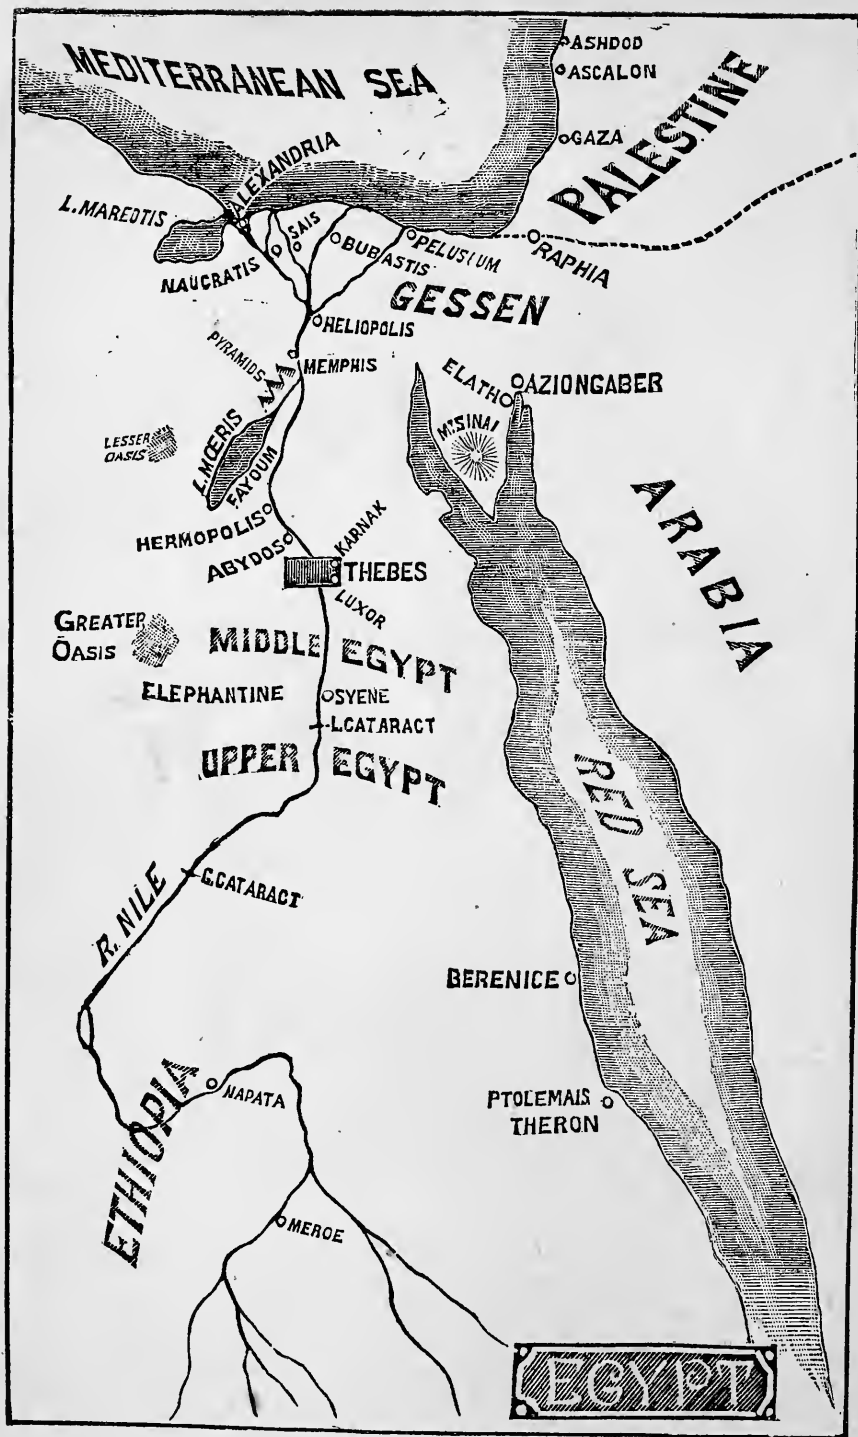 MEDITERRANEAN SEA
ASHDOD
ASCALON
GAZA
PALESTINE
ALEXANDRIA
L. MAREOTIS
SAIS
NAUCRATIS
BUBASTIS
PELUSIUM
RAPHIA
GESSEN
HELIOPOLIS
PYRAMIDS
MEMPHIS
ELATH
AZIONGABER
MT SINAI
LESSER
OASIS
L. MŒRIS
FAYOUM
ARABIA
HERMOPOLIS
ABYDOS
KARNAK
THEBES
LUXOR
GREATER
OASIS
MIDDLE EGYPT
ELEPHANTINE
SYENE
L.CATARACT
UPPER EGYPT
RED SEA
R. NILE
G.CATARACT
BERENICE
ETHIOPIA
NAPATA
PTOLEMAIS
THERON
MEROE
EGYPT